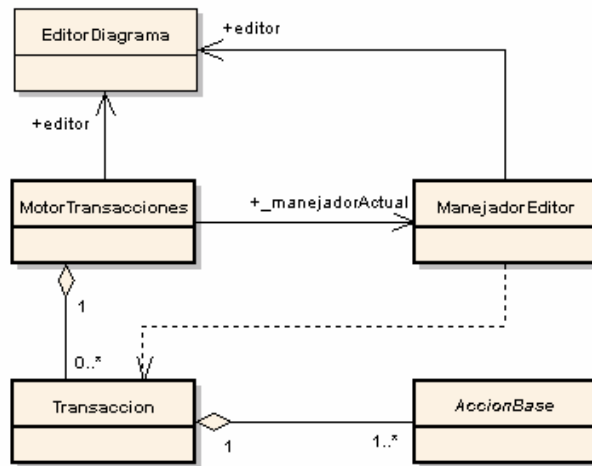 EditorDiagrama
+editor
+editor
MotorTransacciones
+_manejadorActual
ManejadorEditor
1
0..*
Transaccion
1
1..*
AccionBase